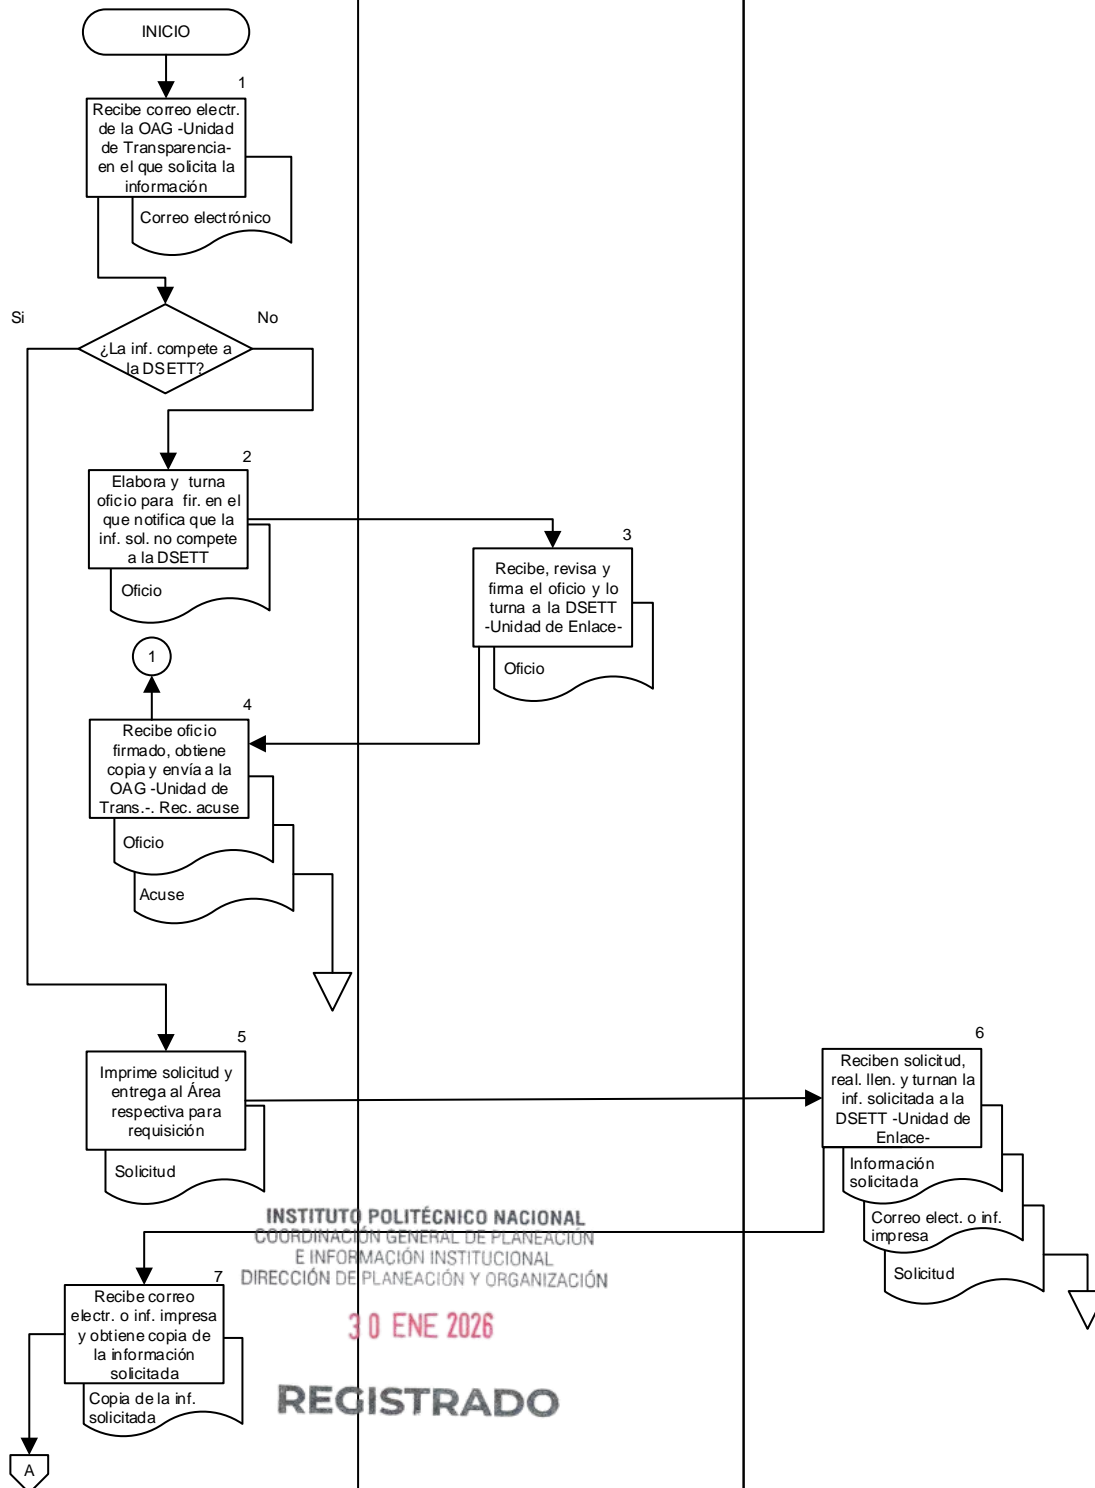 INICIO
1
Recibe correo electr.
de la OAG -Unidad
de Transparencia-
en el que solicita la
información
Correo electrónico
Si
No
¿La inf. compete a
la DSETT?
2
Elabora y turna
oficio para fir. en el
que notifica que la
inf. sol. no compete
a la DSETT
Oficio
3
Recibe, revisa y
firma el oficio y lo
turna a la DSETT
-Unidad de Enlace-
Oficio
1
4
Recibe oficio
firmado, obtiene
copia y envía a la
OAG -Unidad de
Trans.-. Rec. acuse
Oficio
Acuse
5
Imprime solicitud y
entrega al Área
respectiva para
requisición
Solicitud
6
Reciben solicitud,
real. llen. y turnan la
inf. solicitada a la
DSETT -Unidad de
Enlace-
Información
solicitada
Correo elect. o inf.
impresa
Solicitud
INSTITUTO POLITÉCNICO NACIONAL
COORDINACIÓN GENERAL DE PLANEACIÓN
E INFORMACIÓN INSTITUCIONAL
DIRECCIÓN DE PLANEACIÓN Y ORGANIZACIÓN
30 ENE 2026
REGISTRADO
7
Recibe correo
electr. o inf. impresa
y obtiene copia de
la información
solicitada
Copia de la inf.
solicitada
A